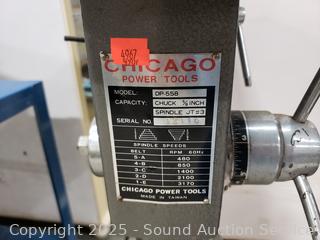 4967
CHICAGO
POWER TOOLS
MODEL: DP-558
CAPACITY: CHUCK 5/8 INCH
SPINDLE JT#3
SERIAL NO.
SPINDLE SPEEDS
BELT RPM 60Hz
5-A 480
4-B 850
3-C 1400
2-D 2100
1-E 3170
CHICAGO POWER TOOLS
MADE IN TAIWAN
3
Copyright 2025 - Sound Auction Service